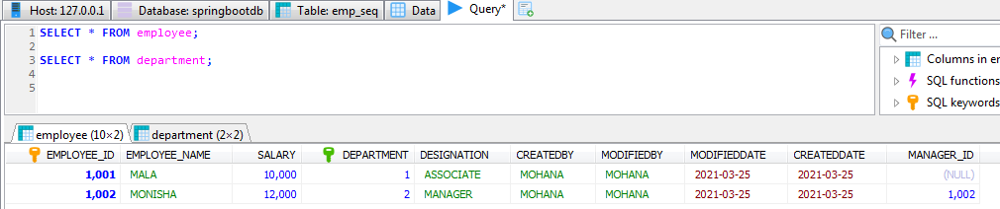 Host: 127.0.0.1 Database: springbootdb Table: emp_seq Data Query*
1 SELECT * FROM employee; Filter ...
2
3 SELECT * FROM department;
4
5
Columns in em
SQL functions
SQL keywords
employee (10×2) department (2×2)
EMPLOYEE_ID EMPLOYEE_NAME SALARY DEPARTMENT DESIGNATION CREATEDBY MODIFIEDBY MODIFIEDDATE CREATEDDATE MANAGER_ID
1,001 MALA 10,000 1 ASSOCIATE MOHANA MOHANA 2021-03-25 2021-03-25 (NULL)
1,002 MONISHA 12,000 2 MANAGER MOHANA MOHANA 2021-03-25 2021-03-25 1,002